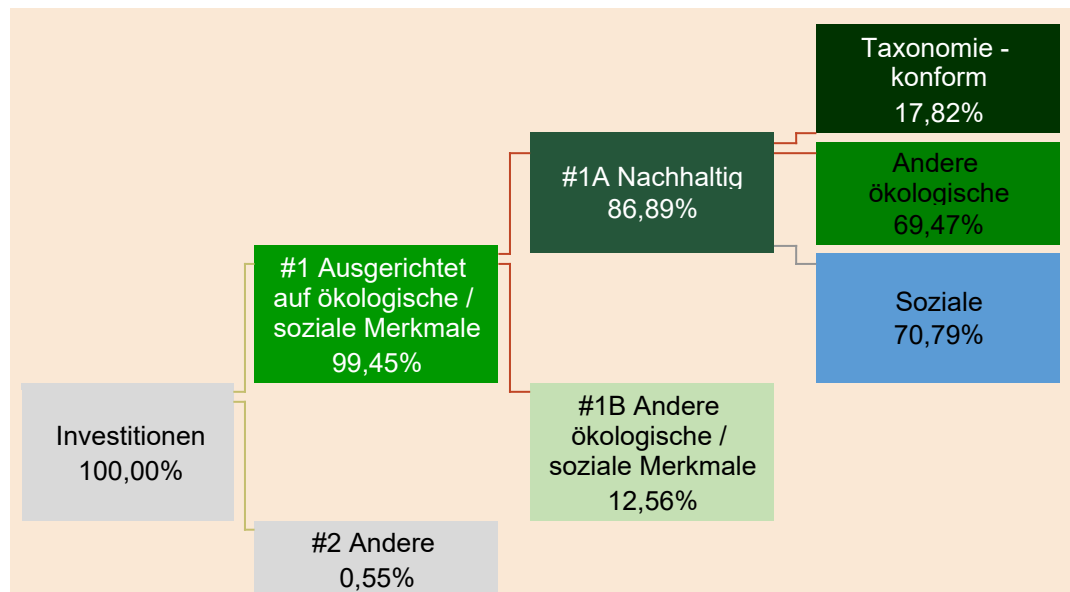 Taxonomie -
konform
17,82%
#1A Nachhaltig
86,89%
Andere
ökologische
69,47%
#1 Ausgerichtet
auf ökologische /
soziale Merkmale
99,45%
Soziale
70,79%
Investitionen
100,00%
#1B Andere
ökologische /
soziale Merkmale
12,56%
#2 Andere
0,55%